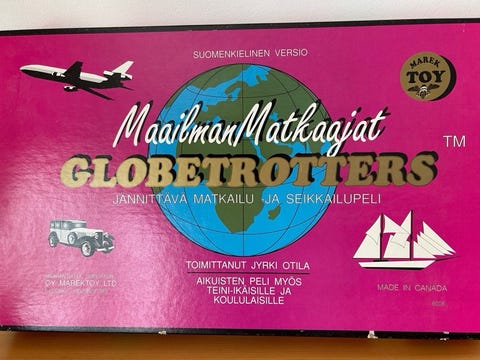 SUOMENKIELINEN VERSIO
MAREK
TOY
MaailmanMatkaajat
GLOBETROTTERS
TM
JÄNNITTÄVÄ MATKAILU -JA SEIKKAILUPELI
TOIMITTANUT JYRKI OTILA
OY MAREKTOY LTD
AIKUISTEN PELI MYÖS
TEINI-IKÄISILLE JA
KOULULAISILLE
MADE IN CANADA